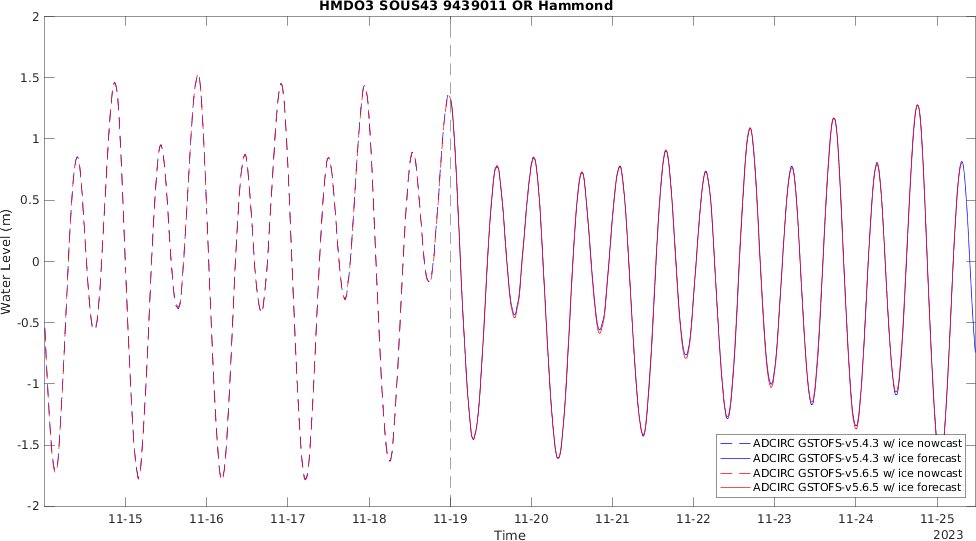 HMDO3 SOUS43 9439011 OR Hammond
2
1.5
1
0.5
0
-0.5
-1
-1.5
-2
Water Level (m)
11-15 11-16 11-17 11-18 11-19 11-20 11-21 11-22 11-23 11-24 11-25
Time
2023
ADCIRC GSTOFS-v5.4.3 w/ ice nowcast
ADCIRC GSTOFS-v5.4.3 w/ ice forecast
ADCIRC GSTOFS-v5.6.5 w/ ice nowcast
ADCIRC GSTOFS-v5.6.5 w/ ice forecast